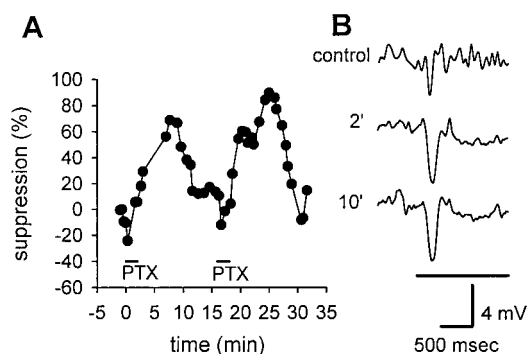 A
suppression (%)
100
80
60
40
20
0
-20
-40
-60
PTX
PTX
-5 0 5 10 15 20 25 30 35
time (min)
B
control
2'
10'
4 mV
500 msec